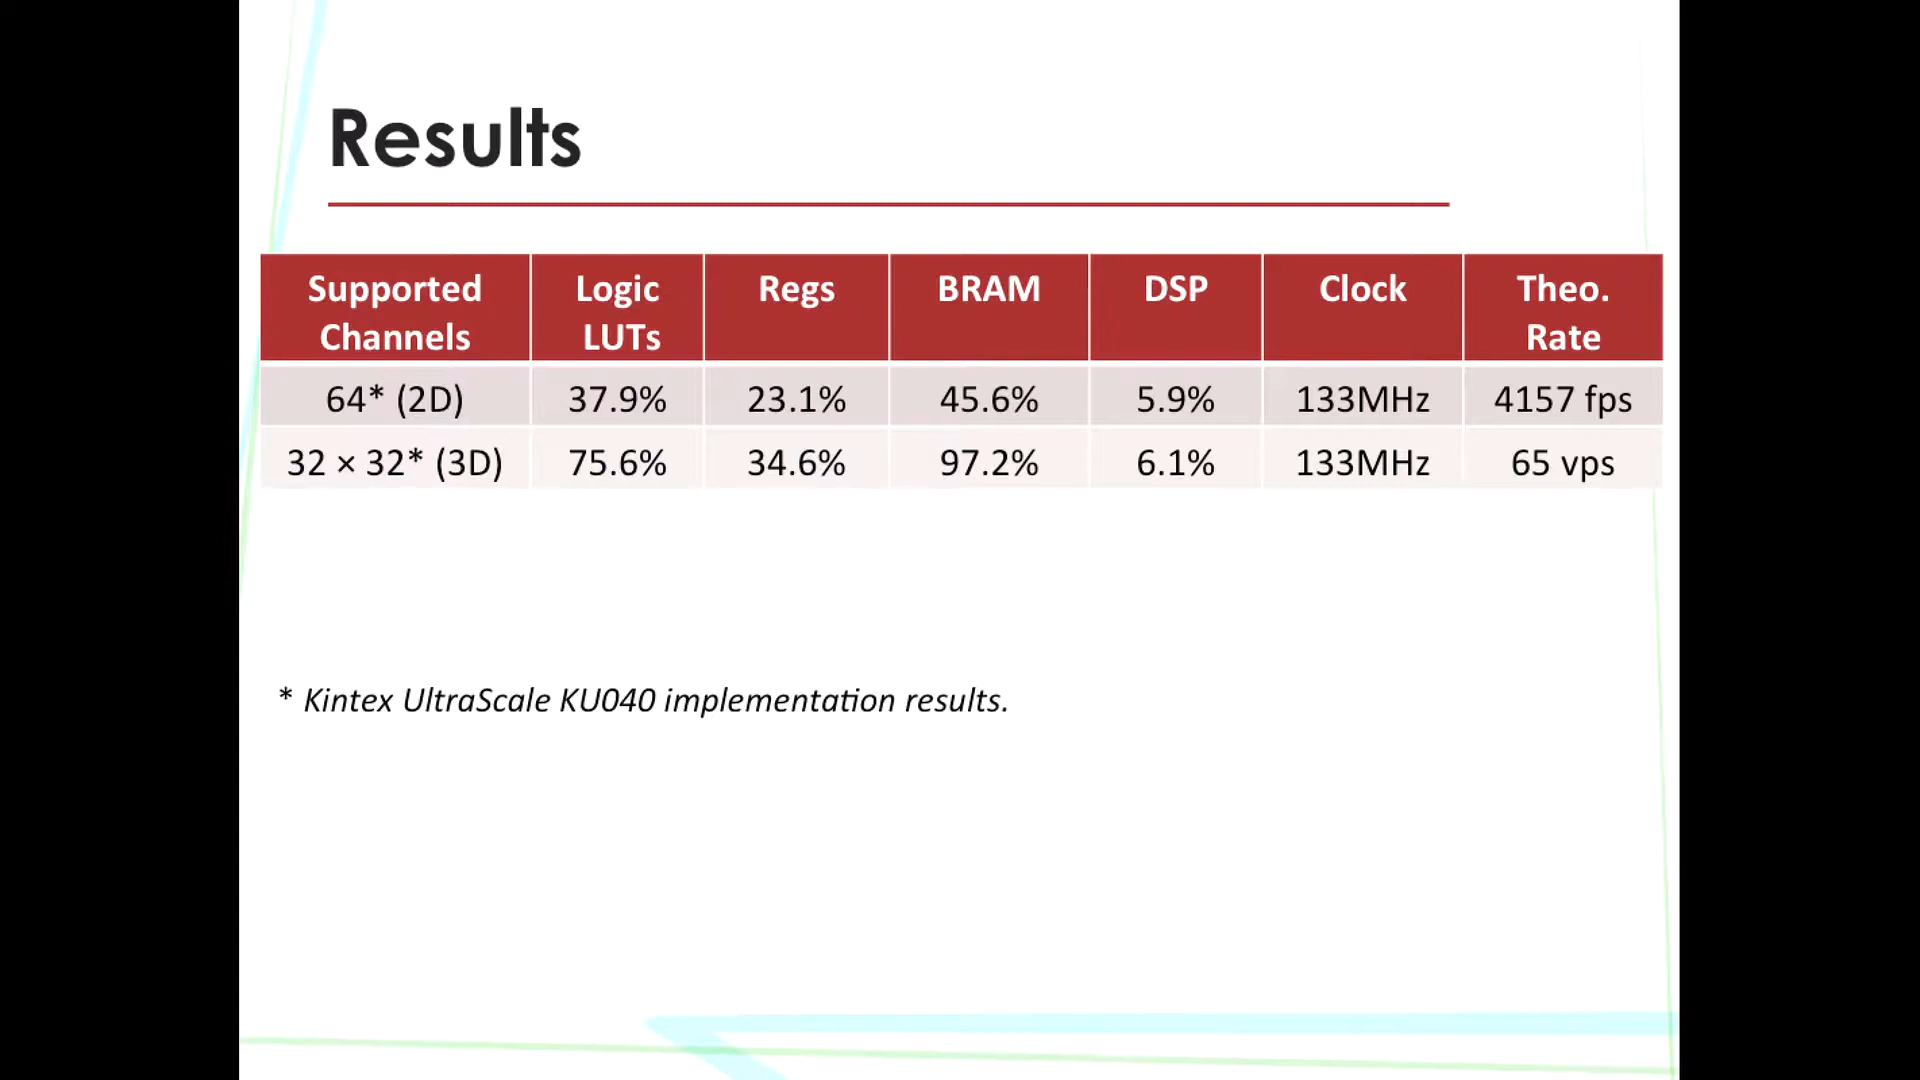 Results
Supported Channels Logic LUTs Regs BRAM DSP Clock Theo. Rate
64* (2D) 37.9% 23.1% 45.6% 5.9% 133MHz 4157 fps
32 × 32* (3D) 75.6% 34.6% 97.2% 6.1% 133MHz 65 vps
* Kintex UltraScale KU040 implementation results.